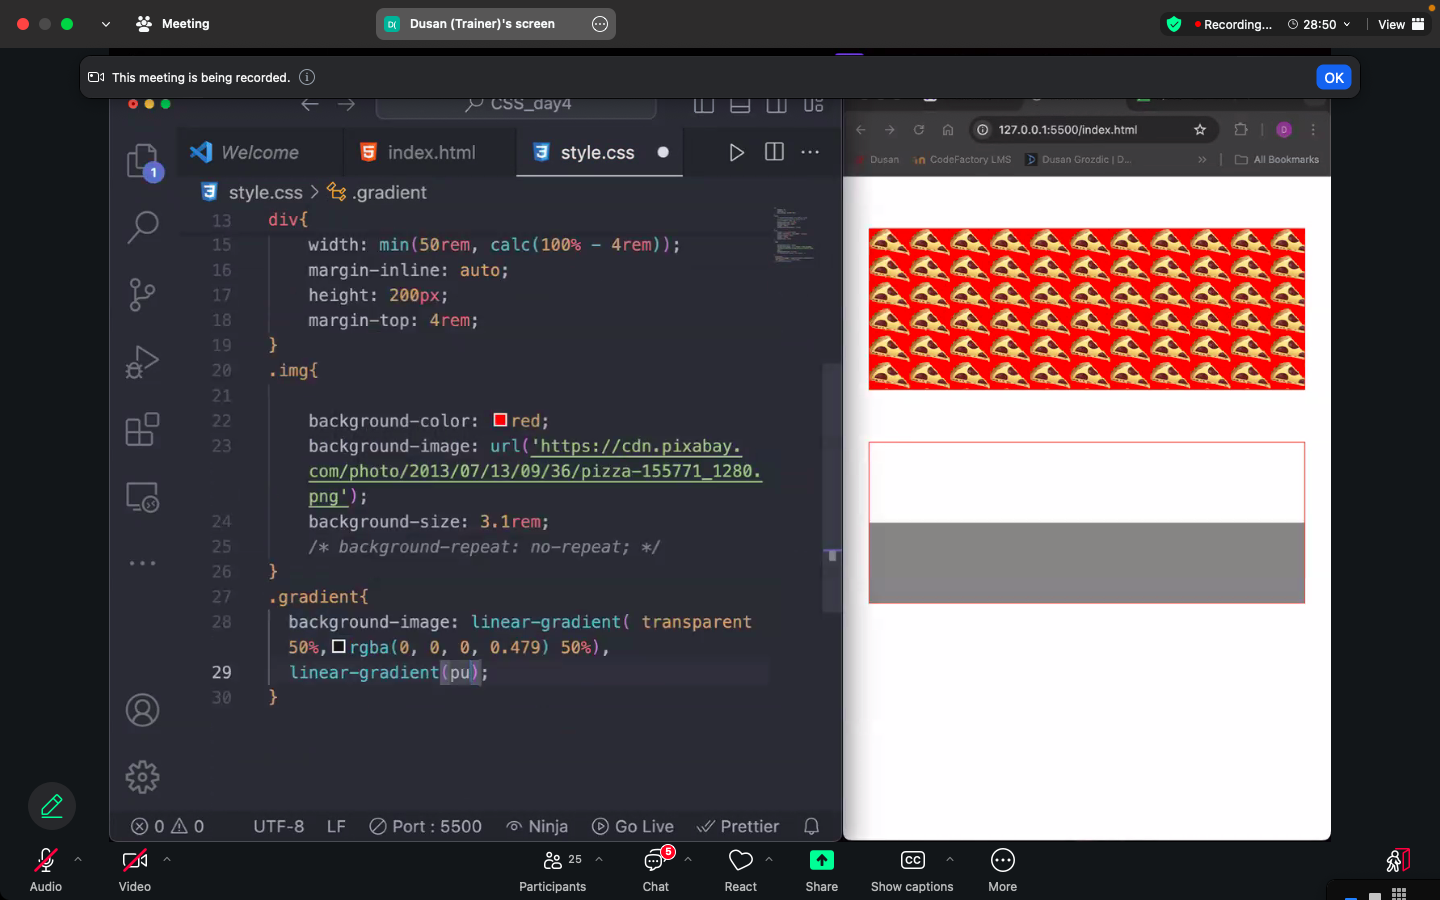 Meeting
D( Dusan (Trainer)'s screen
Recording... 28:50 View
This meeting is being recorded. OK
CSS_day4
Welcome index.html style.css
127.0.0.1:5500/index.html
Dusan CodeFactory LMS Dusan Grozdic | D... All Bookmarks
style.css > .gradient
1
13 div{
15 width: min(50rem, calc(100% - 4rem));
16 margin-inline: auto;
17 height: 200px;
18 margin-top: 4rem;
19 }
20 .img{
21
22 background-color: red;
23 background-image: url('https://cdn.pixabay.
com/photo/2013/07/13/09/36/pizza-155771_1280.
png');
24 background-size: 3.1rem;
25 /* background-repeat: no-repeat; */
26 }
27 .gradient{
28 background-image: linear-gradient( transparent
50%, rgba(0, 0, 0, 0.479) 50%),
29 linear-gradient(pu);
30 }
0 0 UTF-8 LF Port : 5500 Ninja Go Live Prettier
Audio Video Participants 25 Chat 5 React Share CC Show captions More